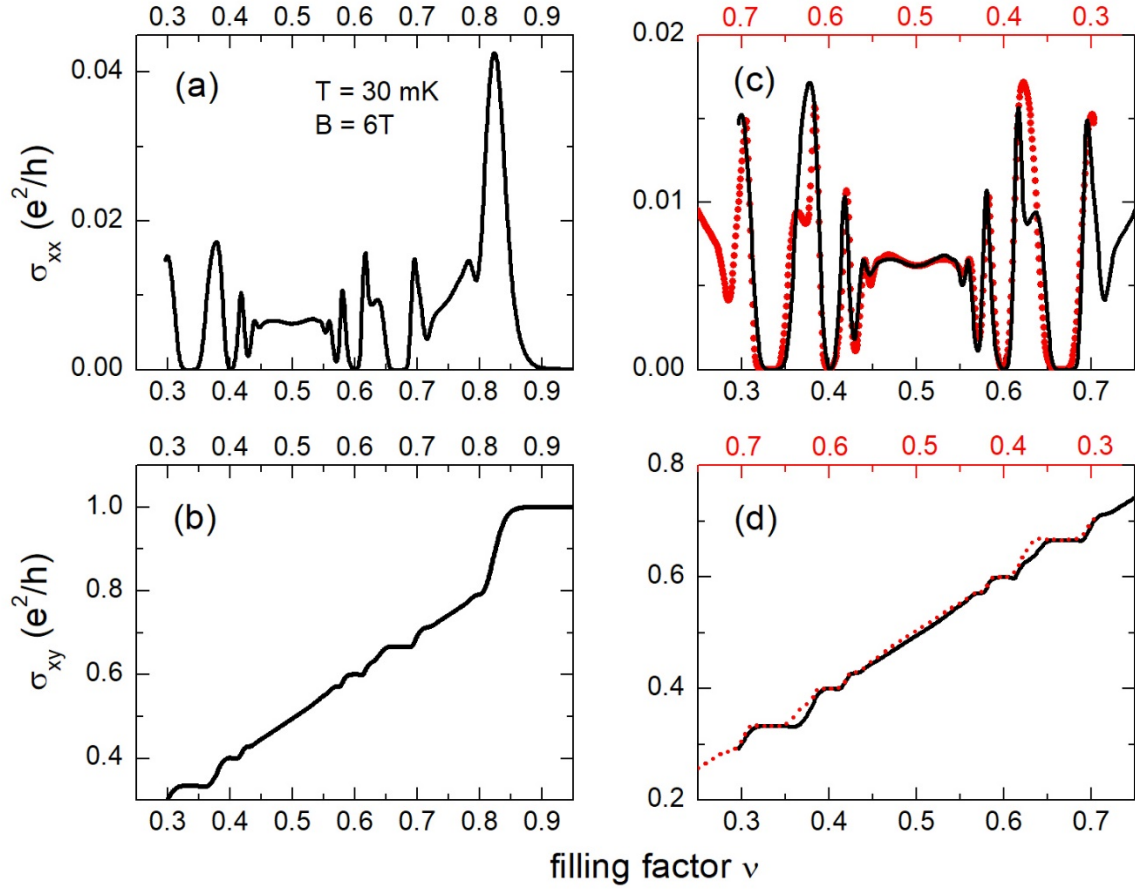 0.3 0.4 0.5 0.6 0.7 0.8 0.9
0.7 0.6 0.5 0.4 0.3
(a)
T = 30 mK
B = 6T
(c)
0.04
0.02
0.00
0.02
0.01
0.00
σxx (e²/h)
0.3 0.4 0.5 0.6 0.7 0.8 0.9
0.3 0.4 0.5 0.6 0.7
0.3 0.4 0.5 0.6 0.7 0.8 0.9
0.7 0.6 0.5 0.4 0.3
(b)
(d)
1.0
0.8
0.6
0.4
0.8
0.6
0.4
0.2
σxy (e²/h)
0.3 0.4 0.5 0.6 0.7 0.8 0.9
0.3 0.4 0.5 0.6 0.7
filling factor ν